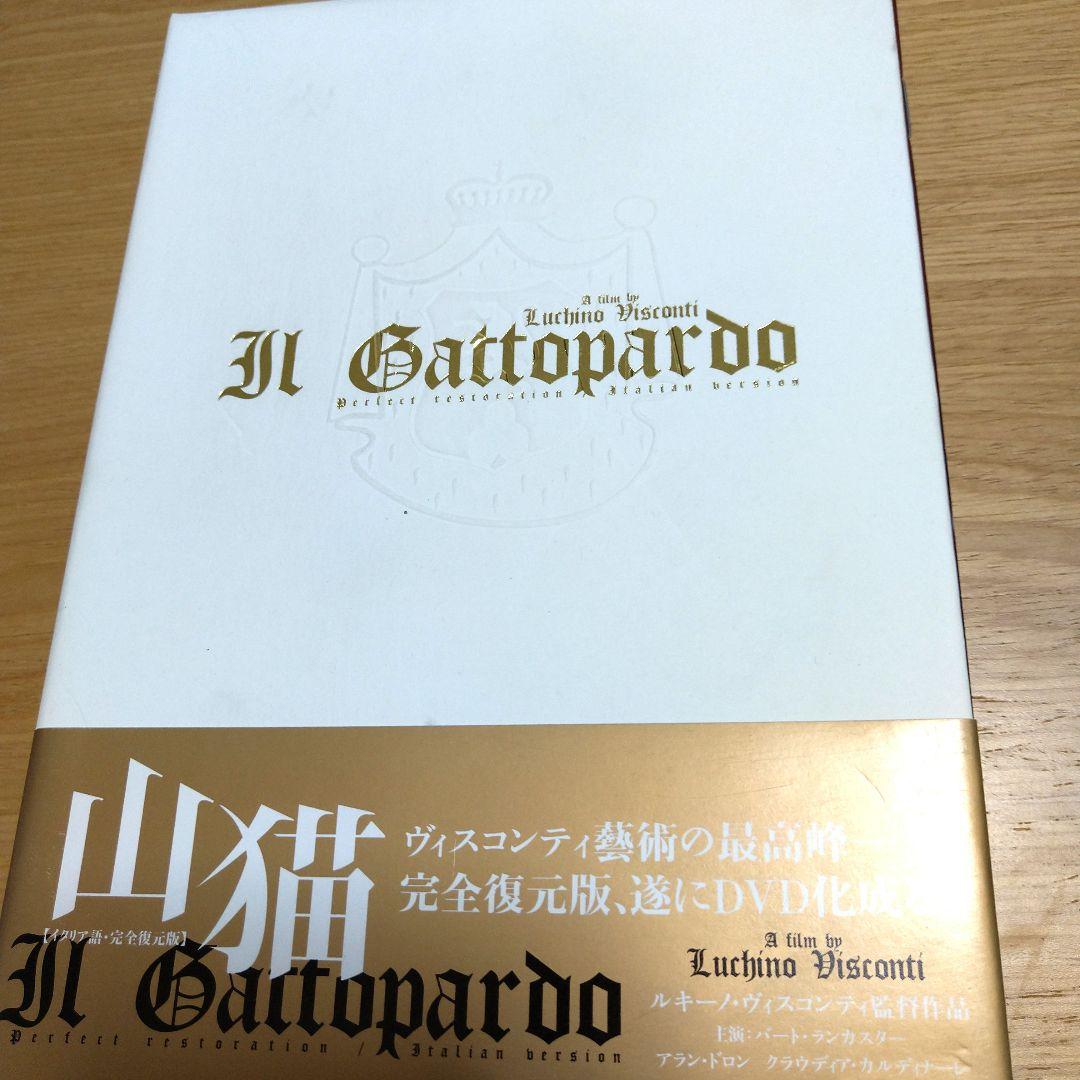 A film by
Luchino Visconti
Il Gattopardo
Perfect restoration / Italian version
山猫
ヴィスコンティ藝術の最高峰
完全復元版、遂にDVD化成
【イタリア語・完全復元版】
Il Gattopardo
Perfect restoration / Italian version
A film by
Luchino Visconti
ルキーノ・ヴィスコンティ監督作品
主演:バート・ランカスター
アラン・ドロン クラウディア・カルディナーレ